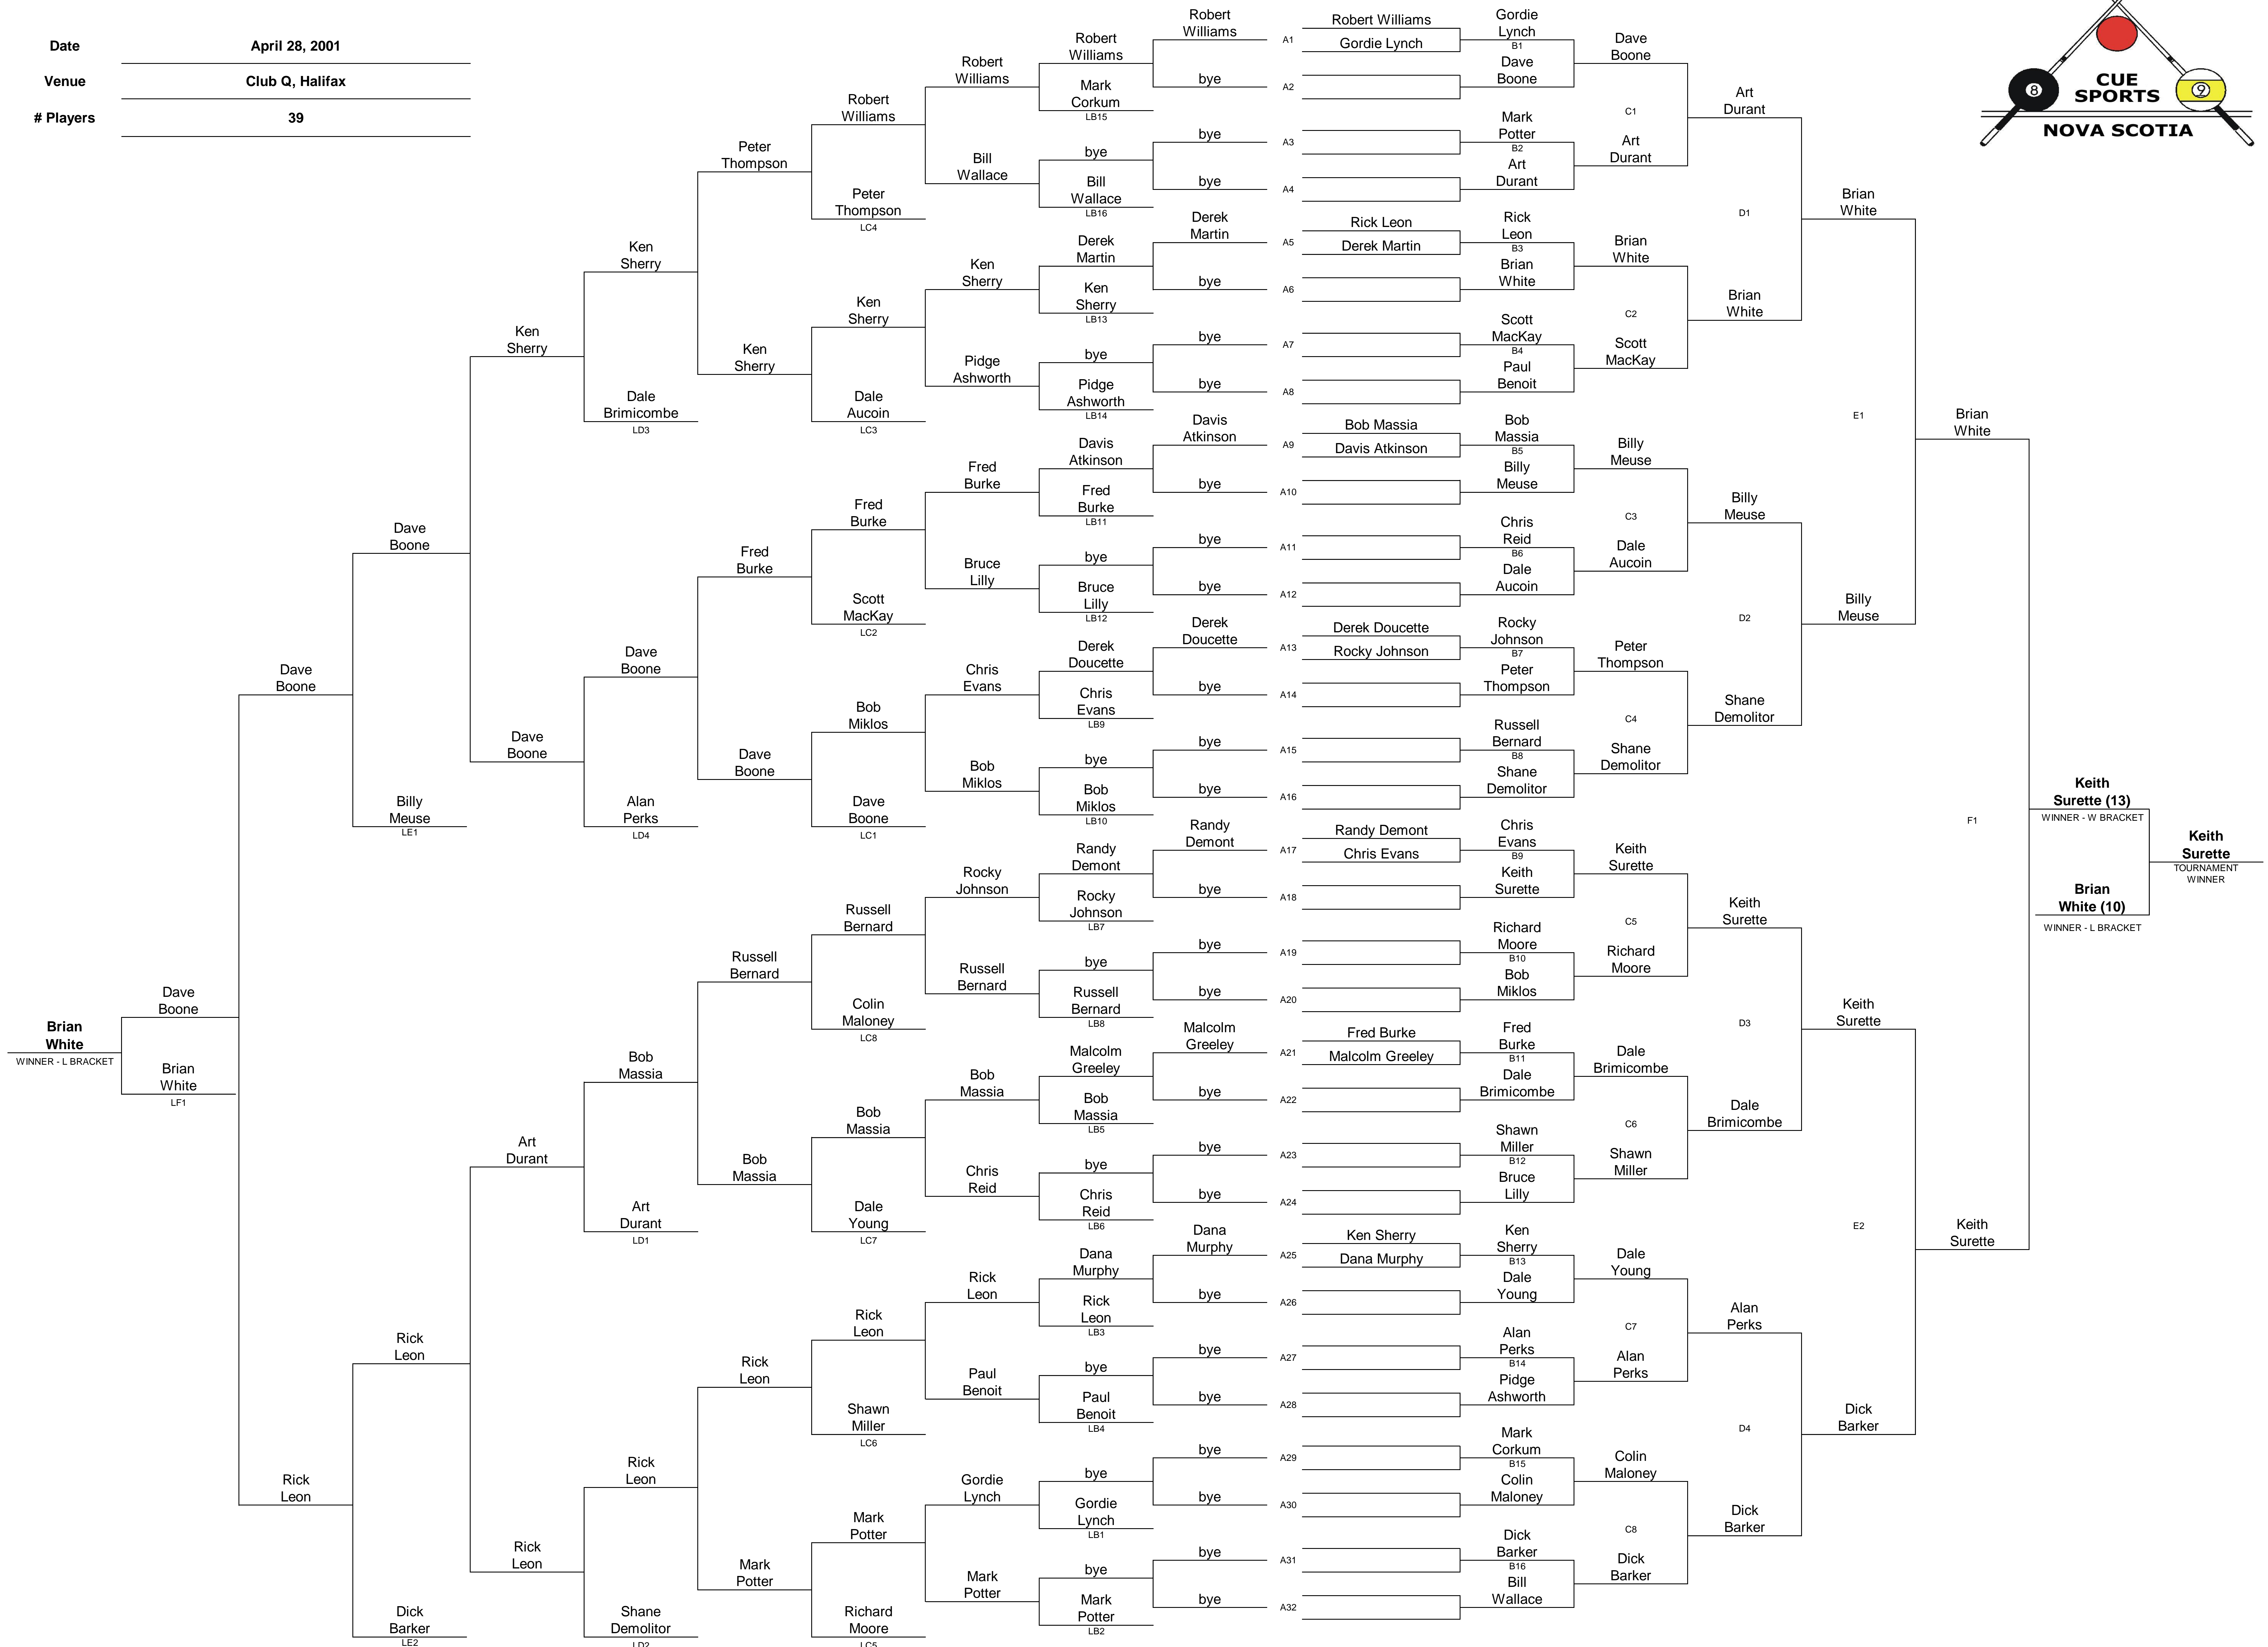 Date
April 28, 2001
Venue
Club Q, Halifax
# Players
39
8
9
CUE
SPORTS
NOVA SCOTIA
Brian
White
WINNER - L BRACKET
Dave
Boone
Brian
White
LF1
Dave
Boone
Rick
Leon
Dave
Boone
Billy
Meuse
LE1
Rick
Leon
Dick
Barker
LE2
Ken
Sherry
Dave
Boone
Art
Durant
Rick
Leon
Ken
Sherry
Dale
Brimicombe
LD3
Dave
Boone
Alan
Perks
LD4
Bob
Massia
Art
Durant
LD1
Rick
Leon
Shane
Demolitor
LD2
Peter
Thompson
Ken
Sherry
Fred
Burke
Dave
Boone
Russell
Bernard
Bob
Massia
Rick
Leon
Mark
Potter
Robert
Williams
Peter
Thompson
LC4
Ken
Sherry
Dale
Aucoin
LC3
Fred
Burke
Scott
MacKay
LC2
Bob
Miklos
Dave
Boone
LC1
Russell
Bernard
Colin
Maloney
LC8
Bob
Massia
Dale
Young
LC7
Rick
Leon
Shawn
Miller
LC6
Mark
Potter
Richard
Moore
LC5
Robert
Williams
Bill
Wallace
Ken
Sherry
Pidge
Ashworth
Fred
Burke
Bruce
Lilly
Chris
Evans
Bob
Miklos
Rocky
Johnson
Russell
Bernard
Bob
Massia
Chris
Reid
Rick
Leon
Paul
Benoit
Gordie
Lynch
Mark
Potter
Robert
Williams
Mark
Corkum
LB15
bye
Bill
Wallace
LB16
Derek
Martin
Ken
Sherry
LB13
bye
Pidge
Ashworth
LB14
Davis
Atkinson
Fred
Burke
LB11
bye
Bruce
Lilly
LB12
Derek
Doucette
Chris
Evans
LB9
bye
Bob
Miklos
LB10
Randy
Demont
Rocky
Johnson
LB7
bye
Russell
Bernard
LB8
Malcolm
Greeley
Bob
Massia
LB5
bye
Chris
Reid
LB6
Dana
Murphy
Rick
Leon
LB3
bye
Paul
Benoit
LB4
bye
Gordie
Lynch
LB1
bye
Mark
Potter
LB2
Robert
Williams
bye
bye
bye
Derek
Martin
bye
bye
bye
Davis
Atkinson
bye
bye
bye
Derek
Doucette
bye
bye
bye
Randy
Demont
bye
bye
bye
Malcolm
Greeley
bye
bye
bye
Dana
Murphy
bye
bye
bye
bye
bye
bye
bye
A1
A2
A3
A4
A5
A6
A7
A8
A9
A10
A11
A12
A13
A14
A15
A16
A17
A18
A19
A20
A21
A22
A23
A24
A25
A26
A27
A28
A29
A30
A31
A32
Robert Williams
Gordie Lynch
Rick Leon
Derek Martin
Bob Massia
Davis Atkinson
Derek Doucette
Rocky Johnson
Randy Demont
Chris Evans
Fred Burke
Malcolm Greeley
Ken Sherry
Dana Murphy
Gordie
Lynch
B1
Dave
Boone
Mark
Potter
B2
Art
Durant
Rick
Leon
B3
Brian
White
Scott
MacKay
B4
Paul
Benoit
Bob
Massia
B5
Billy
Meuse
Chris
Reid
B6
Dale
Aucoin
Rocky
Johnson
B7
Peter
Thompson
Russell
Bernard
B8
Shane
Demolitor
Chris
Evans
B9
Keith
Surette
Richard
Moore
B10
Bob
Miklos
Fred
Burke
B11
Dale
Brimicombe
Shawn
Miller
B12
Bruce
Lilly
Ken
Sherry
B13
Dale
Young
Alan
Perks
B14
Pidge
Ashworth
Mark
Corkum
B15
Colin
Maloney
Dick
Barker
B16
Bill
Wallace
Dave
Boone
C1
Art
Durant
Brian
White
C2
Scott
MacKay
Billy
Meuse
C3
Dale
Aucoin
Peter
Thompson
C4
Shane
Demolitor
Keith
Surette
C5
Richard
Moore
Dale
Brimicombe
C6
Shawn
Miller
Dale
Young
C7
Alan
Perks
Colin
Maloney
C8
Dick
Barker
Art
Durant
D1
Brian
White
Billy
Meuse
D2
Shane
Demolitor
Keith
Surette
D3
Dale
Brimicombe
Alan
Perks
D4
Dick
Barker
Brian
White
E1
Billy
Meuse
Keith
Surette
E2
Dick
Barker
Brian
White
F1
Keith
Surette
Keith
Surette (13)
WINNER - W BRACKET
Brian
White (10)
WINNER - L BRACKET
Keith
Surette
TOURNAMENT
WINNER